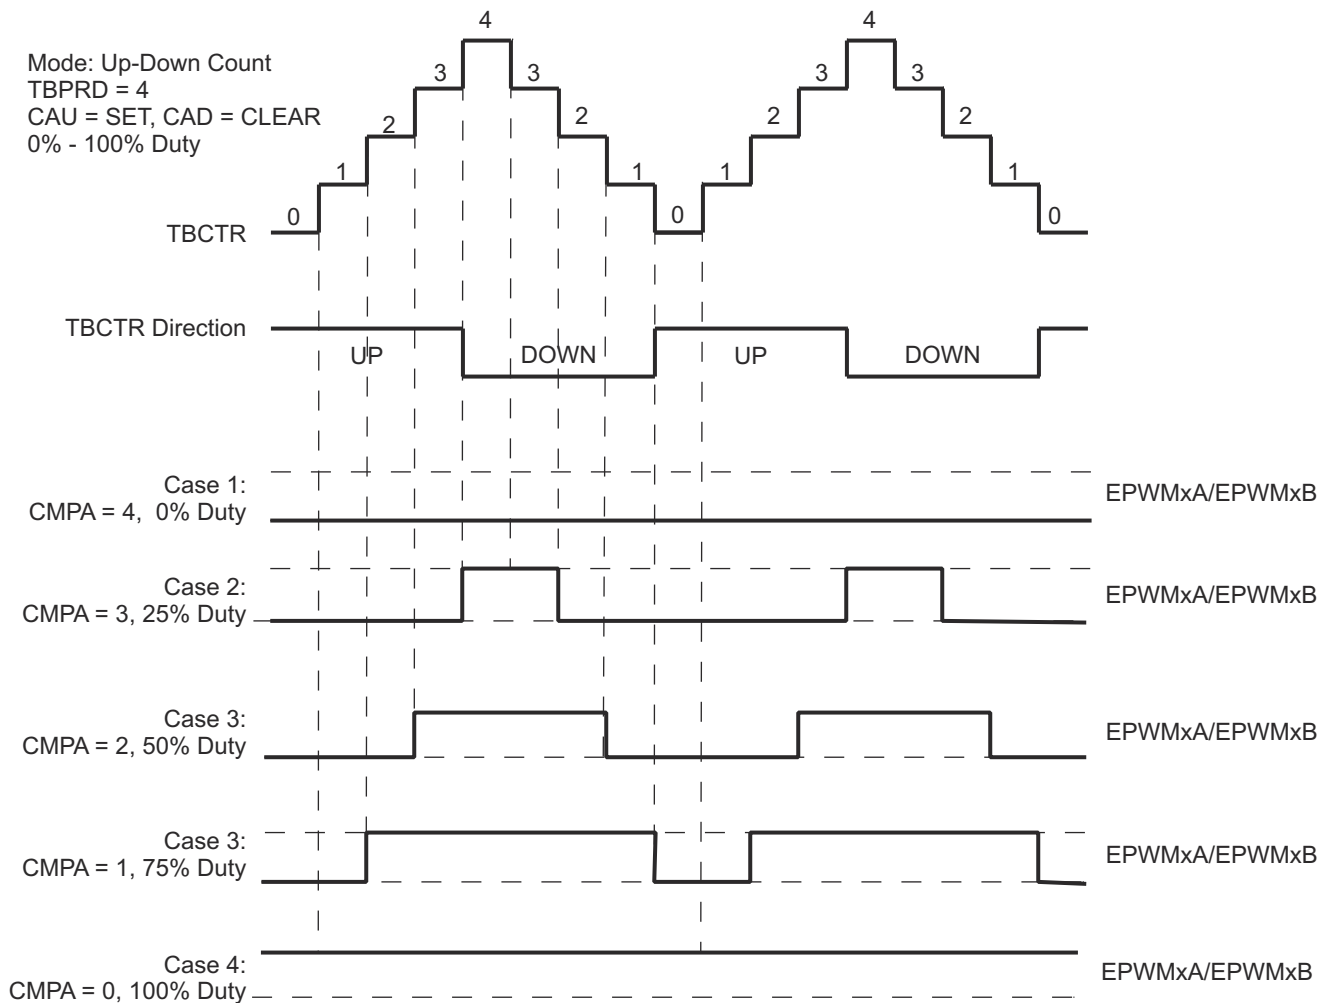 4
4
Mode: Up-Down Count
TBPRD = 4
CAU = SET, CAD = CLEAR
0% - 100% Duty
3
3
3
3
2
2
2
2
1
1
1
1
0
0
0
TBCTR
TBCTR Direction
UP
DOWN
UP
DOWN
Case 1:
CMPA = 4, 0% Duty
EPWMxA/EPWMxB
Case 2:
CMPA = 3, 25% Duty
EPWMxA/EPWMxB
Case 3:
CMPA = 2, 50% Duty
EPWMxA/EPWMxB
Case 3:
CMPA = 1, 75% Duty
EPWMxA/EPWMxB
Case 4:
CMPA = 0, 100% Duty
EPWMxA/EPWMxB